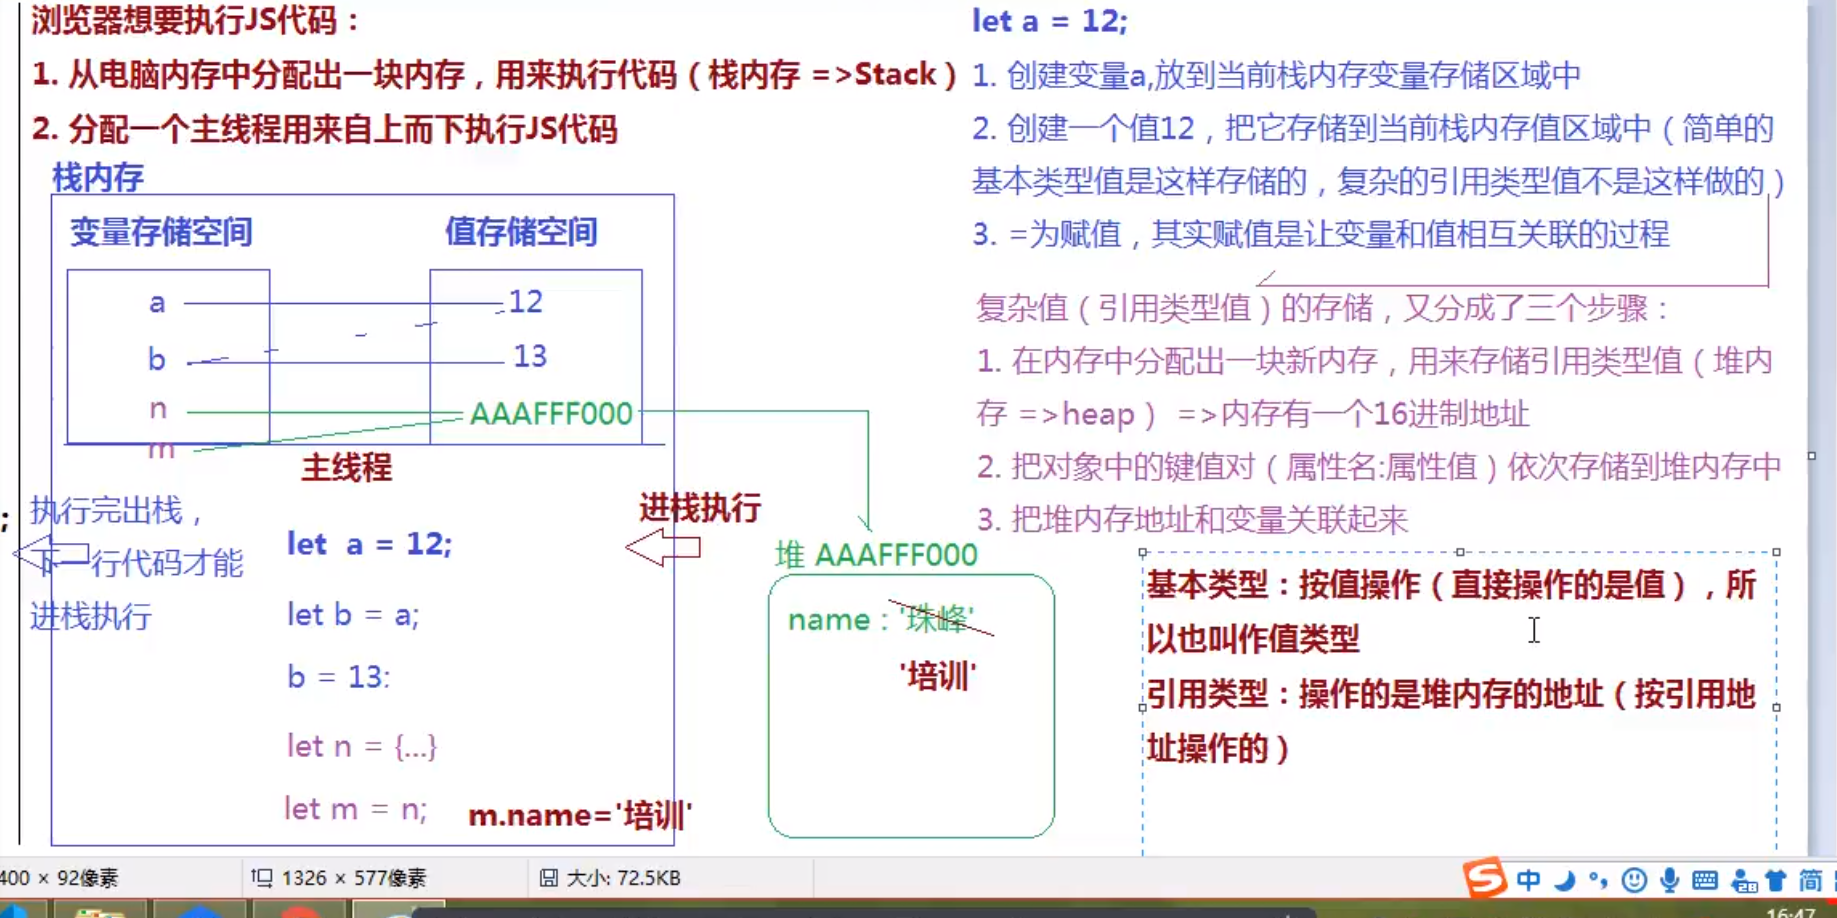 浏览器想要执行JS代码：
1. 从电脑内存中分配出一块内存，用来执行代码（栈内存 =>Stack）
2. 分配一个主线程用来自上而下执行JS代码
栈内存
变量存储空间
值存储空间
a
12
b
13
n
AAAFFF000
m
主线程
;
执行完出栈，
下一行代码才能
进栈执行
进栈执行
let a = 12;
let b = a;
b = 13:
let n = {...}
let m = n;
m.name='培训'
堆 AAAFFF000
name：'珠峰'
'培训'
let a = 12;
1. 创建变量a,放到当前栈内存变量存储区域中
2. 创建一个值12，把它存储到当前栈内存值区域中（简单的
基本类型值是这样存储的，复杂的引用类型值不是这样做的）
3. =为赋值，其实赋值是让变量和值相互关联的过程
复杂值（引用类型值）的存储，又分成了三个步骤：
1. 在内存中分配出一块新内存，用来存储引用类型值（堆内
存 =>heap） =>内存有一个16进制地址
2. 把对象中的键值对（属性名:属性值）依次存储到堆内存中
3. 把堆内存地址和变量关联起来
基本类型：按值操作（直接操作的是值），所
以也叫作值类型
引用类型：操作的是堆内存的地址（按引用地
址操作的）
400 × 92像素
1326 × 577像素
大小: 72.5KB
中
简
16:47